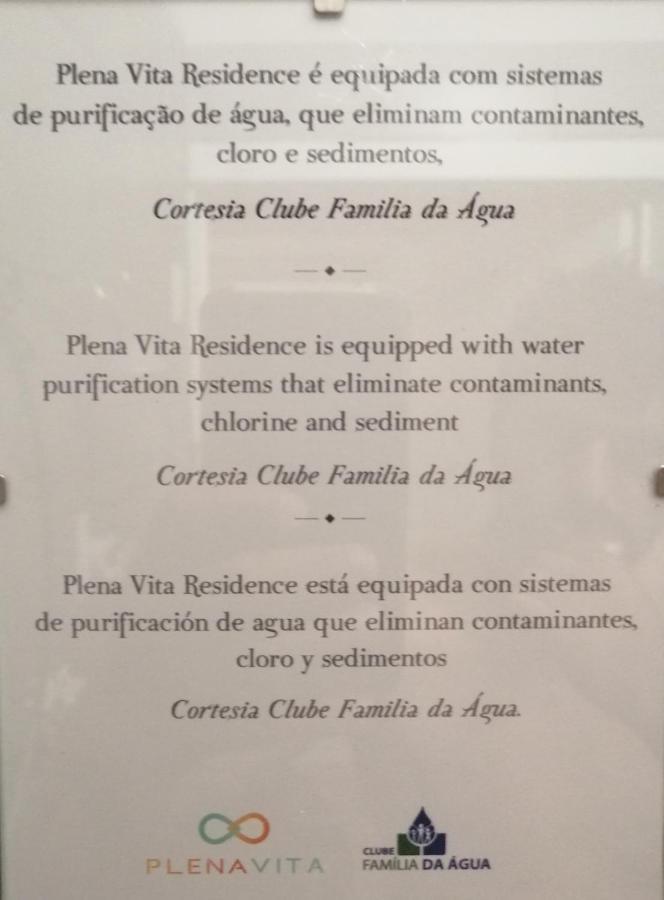 Plena Vita Residence é equipada com sistemas
de purificação de água, que eliminam contaminantes,
cloro e sedimentos,
Cortesia Clube Familia da Água
Plena Vita Residence is equipped with water
purification systems that eliminate contaminants,
chlorine and sediment
Cortesia Clube Familia da Água
Plena Vita Residence está equipada con sistemas
de purificación de agua que eliminan contaminantes,
cloro y sedimentos
Cortesia Clube Familia da Água.
PLENAVITA
CLUBE
FAMÍLIA DA ÁGUA